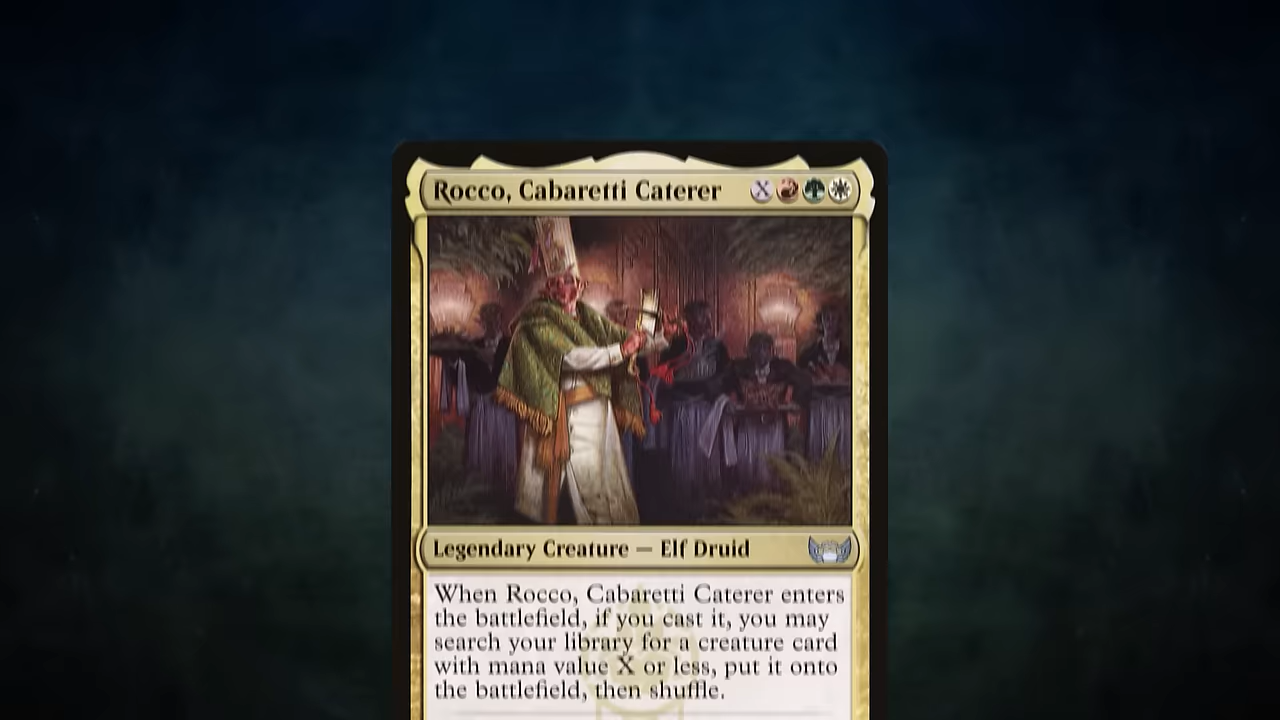 Rocco, Cabaretti Caterer X
Legendary Creature — Elf Druid
When Rocco, Cabaretti Caterer enters
the battlefield, if you cast it, you may
search your library for a creature card
with mana value X or less, put it onto
the battlefield, then shuffle.